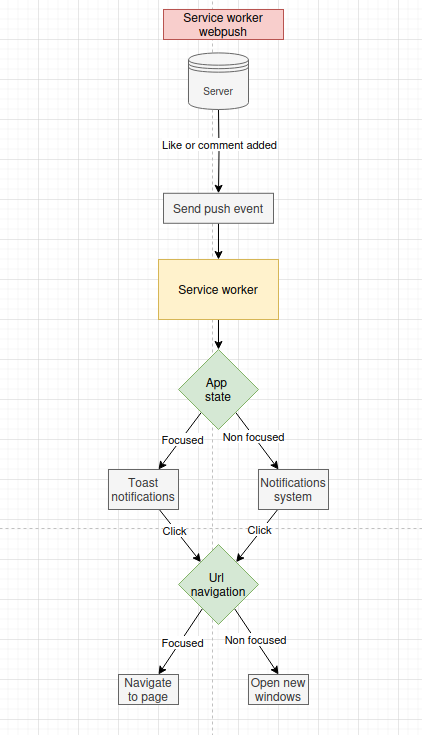 Service worker
webpush
Server
Like or comment added
Send push event
Service worker
App
state
Focused
Non focused
Toast
notifications
Notifications
system
Click
Click
Url
navigation
Focused
Non focused
Navigate
to page
Open new
windows